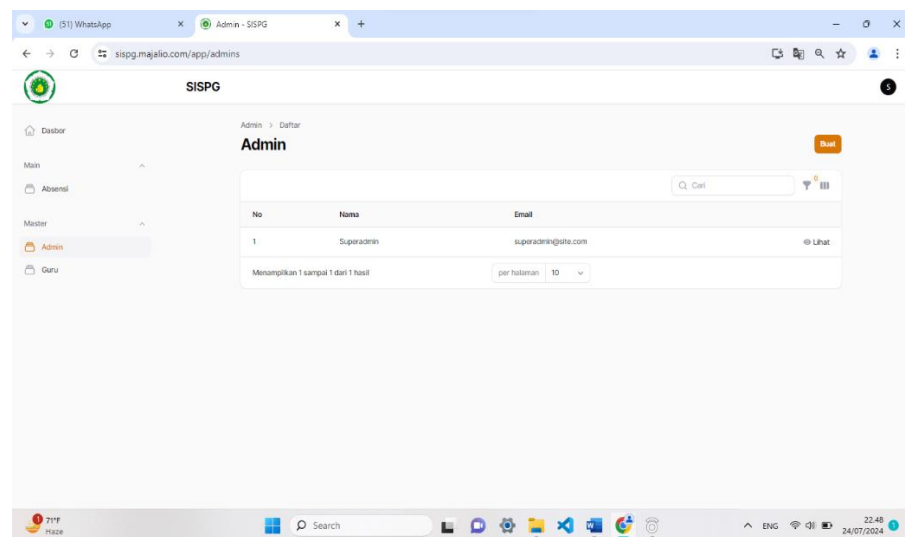 (51) WhatsApp
Admin - SISPG
sispg.majalio.com/app/admins
SISPG
S
Dasbor
Main
Absensi
Master
Admin
Guru
Admin > Daftar
Admin
Buat
Cari
0
No Nama Email
1 Superadmin superadmin@site.com Lihat
Menampilkan 1 sampai 1 dari 1 hasil
per halaman 10
1
71°F
Haze
Search
ENG
22.48
24/07/2024
1